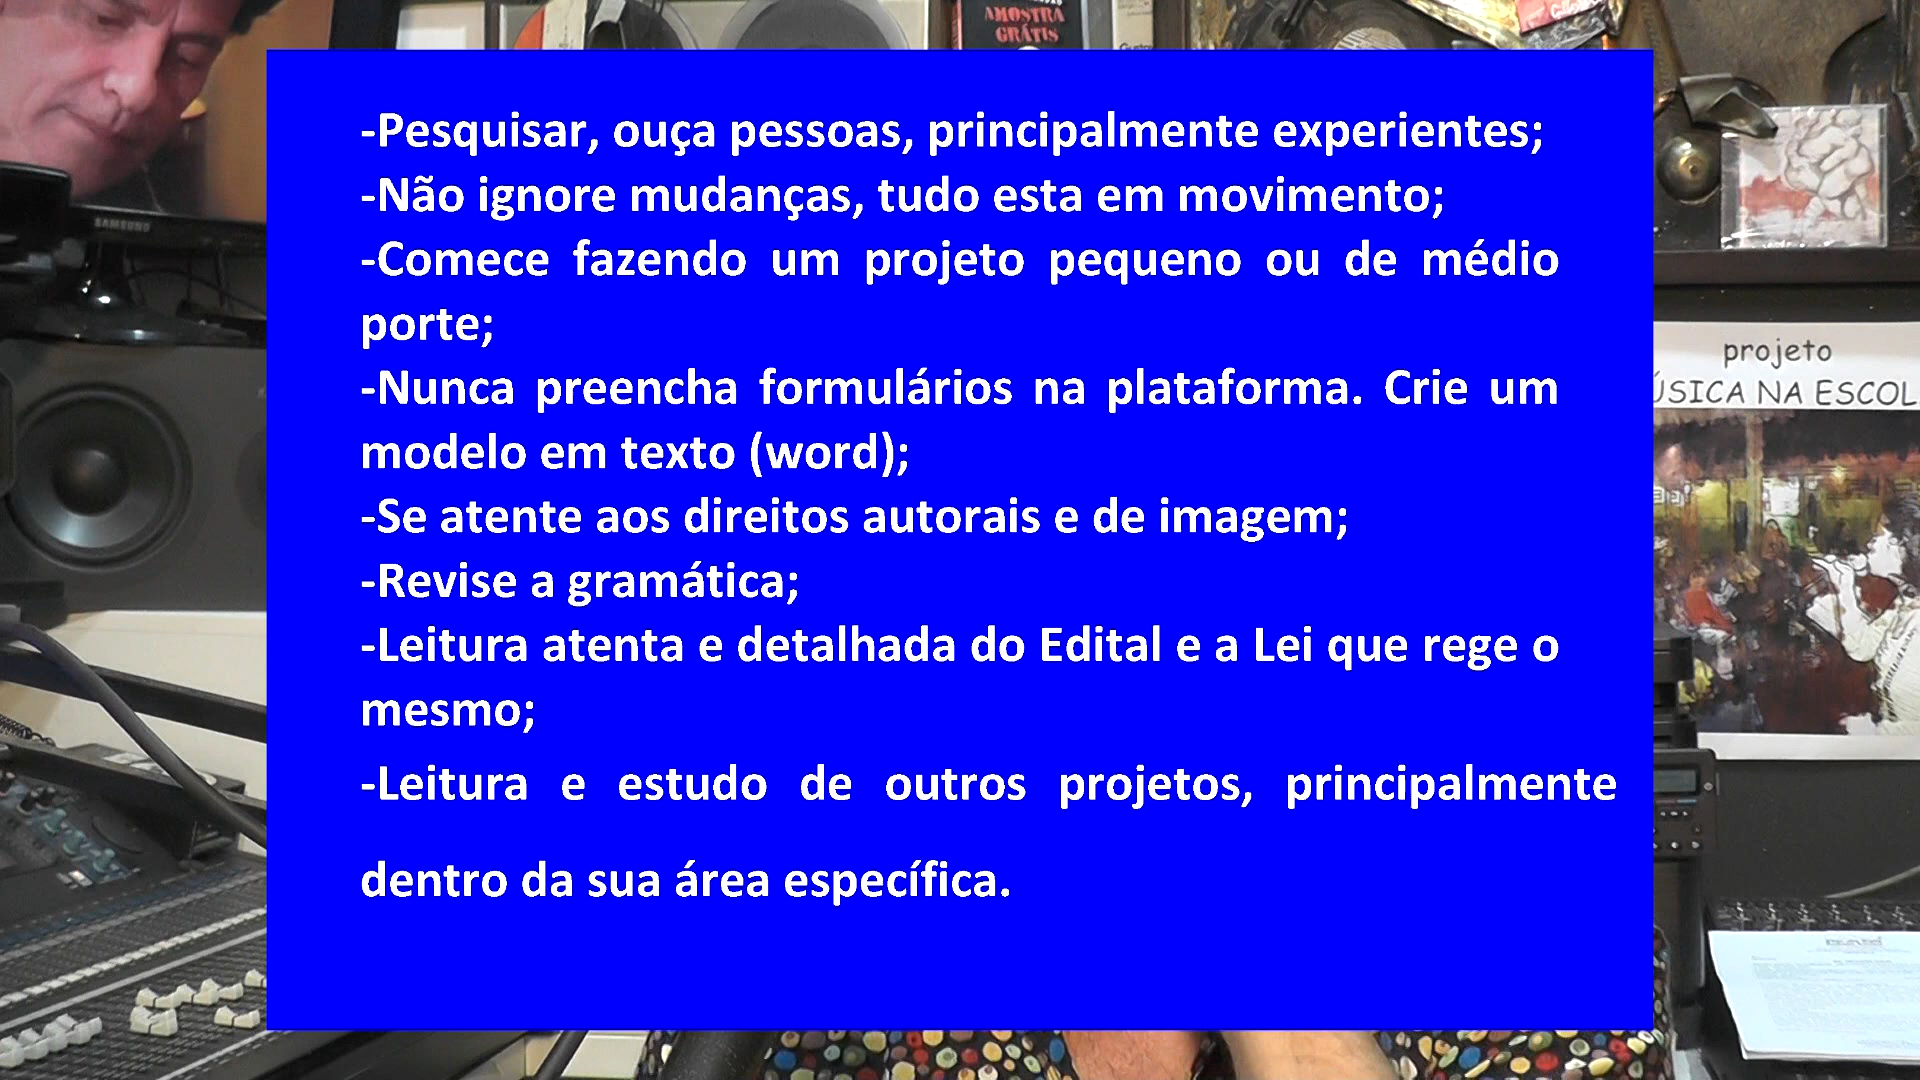 AMOSTRA
GRÁTIS
-Pesquisar, ouça pessoas, principalmente experientes;
-Não ignore mudanças, tudo esta em movimento;
-Comece fazendo um projeto pequeno ou de médio
porte;
-Nunca preencha formulários na plataforma. Crie um
modelo em texto (word);
-Se atente aos direitos autorais e de imagem;
-Revise a gramática;
-Leitura atenta e detalhada do Edital e a Lei que rege o
mesmo;
-Leitura e estudo de outros projetos, principalmente
dentro da sua área específica.
SAMSUNG
projeto
ÚSICA NA ESCOL